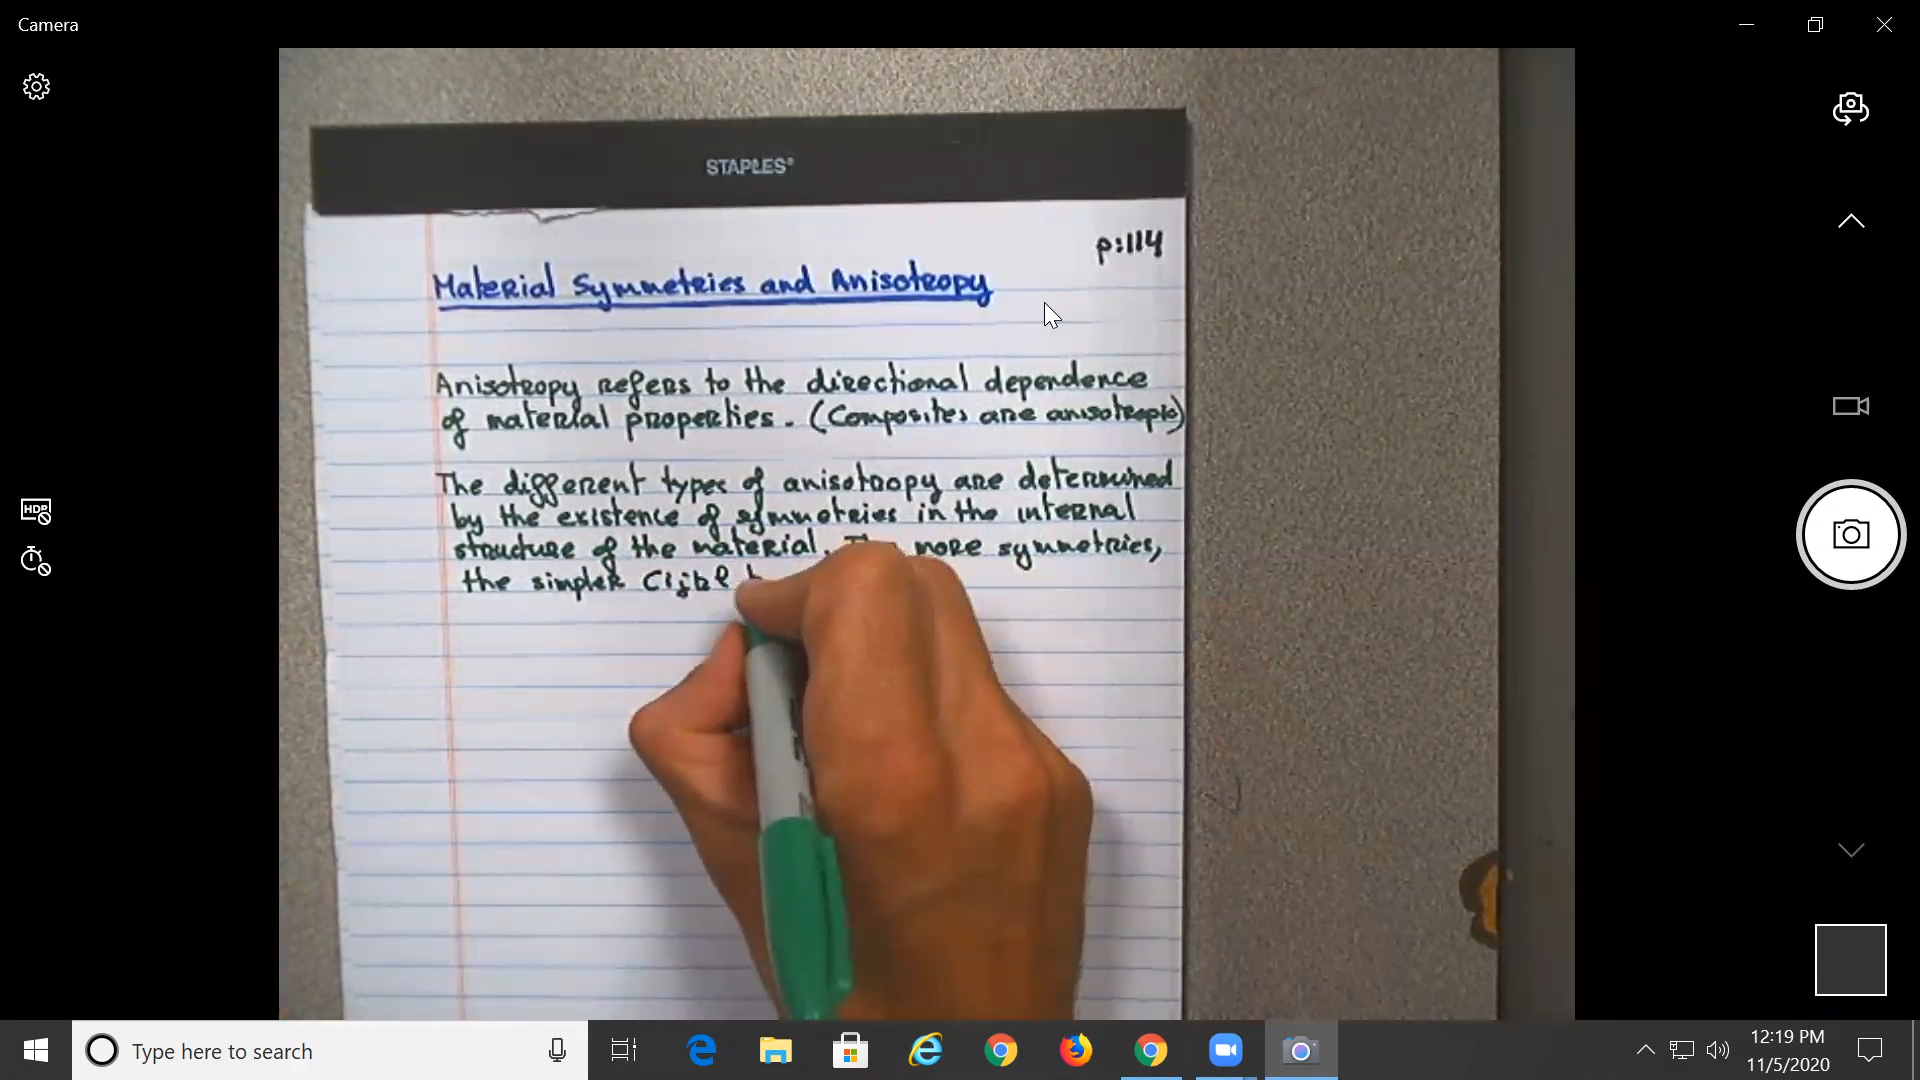 Camera
STAPLES
p:114
Material Symmetries and Anisotropy
Anisotropy refers to the directional dependence
of material properties. (Composites are anisotropic)
The different types of anisotropy are determined
by the existence of symmetries in the internal
structure of the material. The more symmetries,
the simpler Cijkl
HDR
Type here to search
12:19 PM
11/5/2020